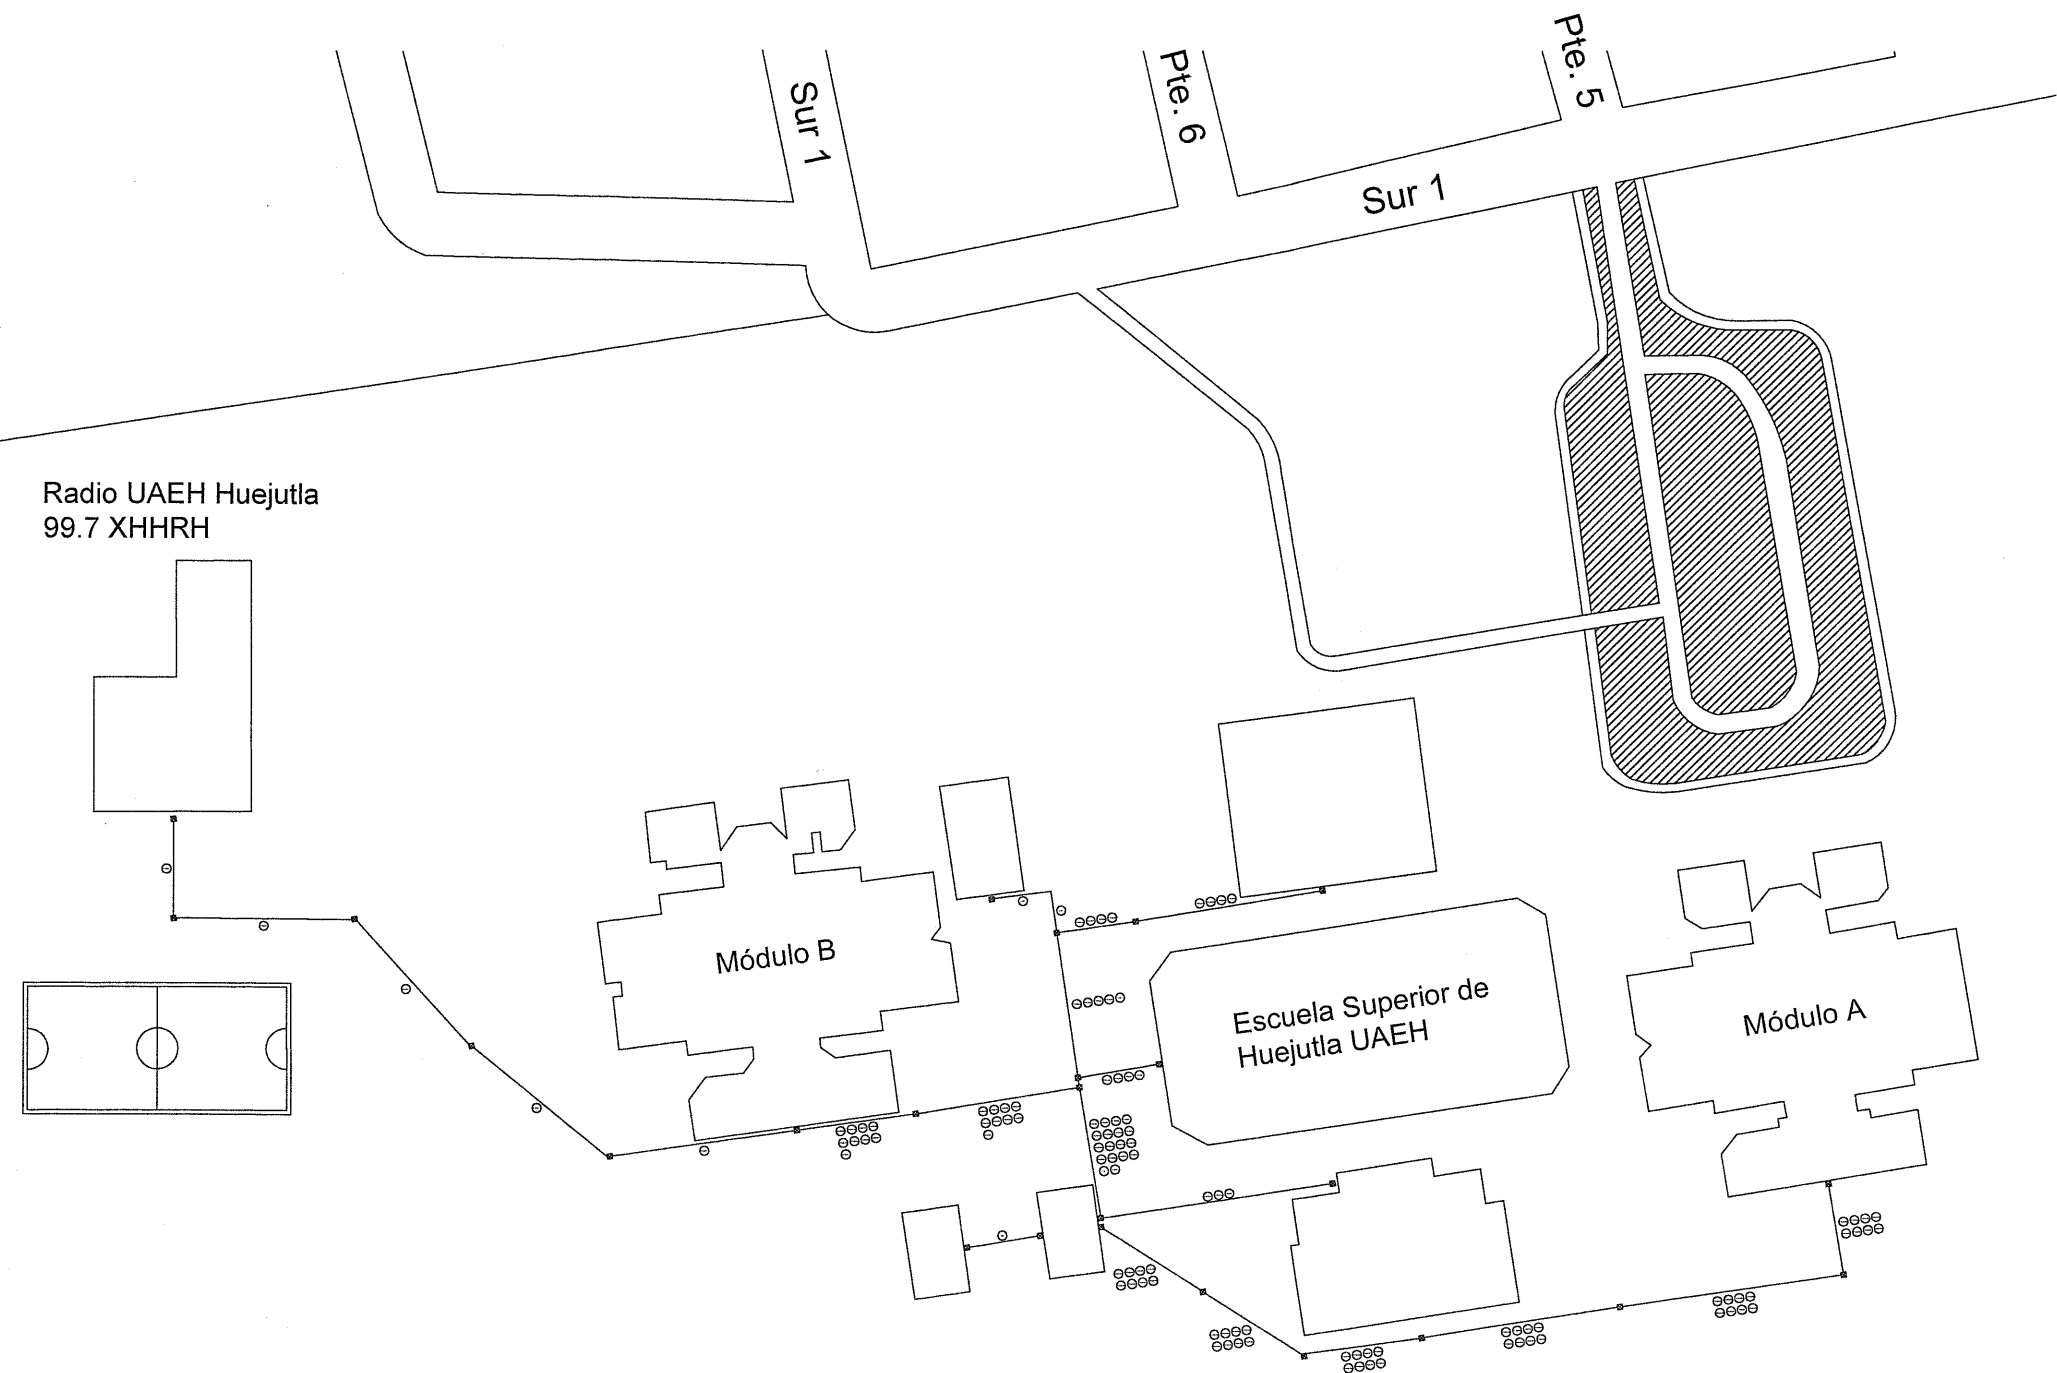 Sur 1
Pte. 6
Pte. 5
Sur 1
Radio UAEH Huejutla
99.7 XHHRH
Módulo B
Escuela Superior de
Huejutla UAEH
Módulo A